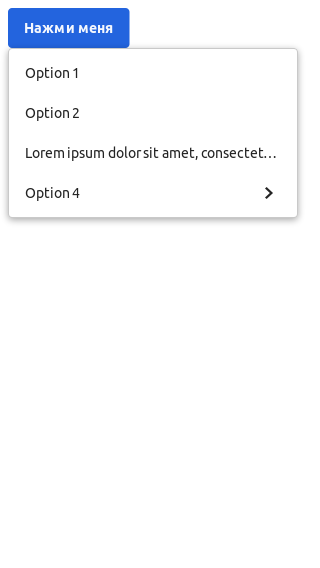 Нажми меня
Option 1
Option 2
Lorem ipsum dolor sit amet, consectet…
Option 4